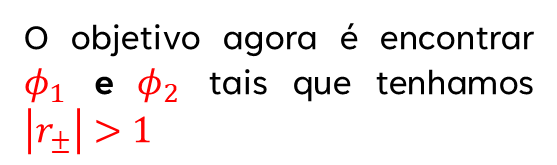 O objetivo agora é encontrar
𝜙₁ e 𝜙₂ tais que tenhamos
|𝑟±| > 1